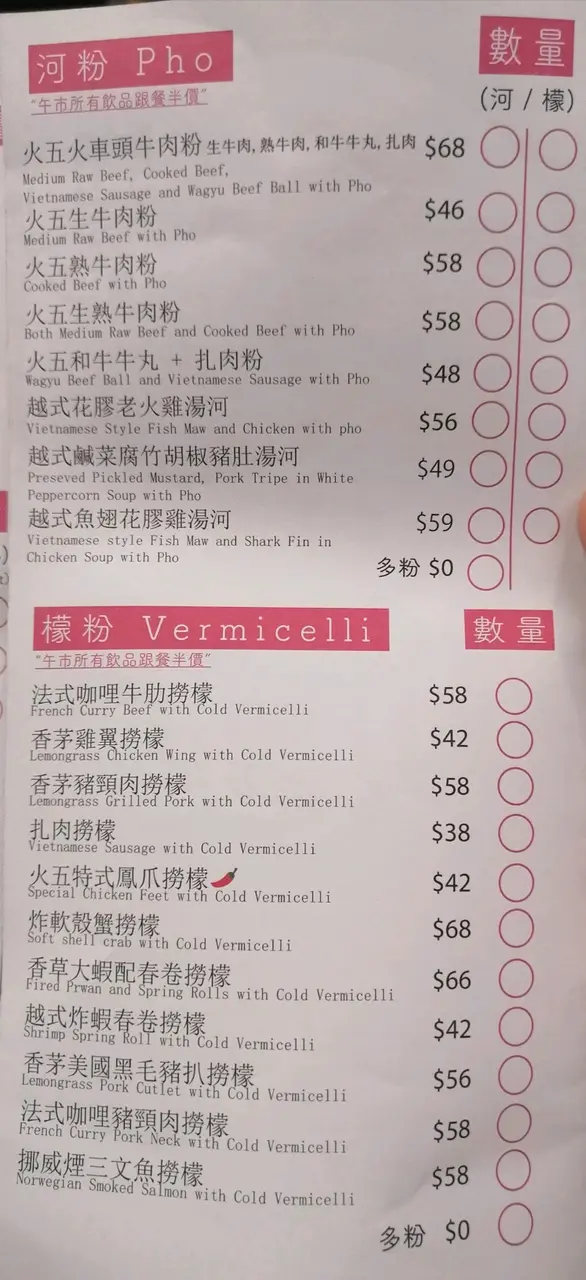 河粉 Pho
數量
"午市所有飲品跟餐半價"
(河 / 檬)
火五火車頭牛肉粉 生牛肉, 熟牛肉, 和牛牛丸, 扎肉 $68
Medium Raw Beef, Cooked Beef,
Vietnamese Sausage and Wagyu Beef Ball with Pho
火五生牛肉粉 $46
Medium Raw Beef with Pho
火五熟牛肉粉 $58
Cooked Beef with Pho
火五生熟牛肉粉 $58
Both Medium Raw Beef and Cooked Beef with Pho
火五和牛牛丸 + 扎肉粉 $48
Wagyu Beef Ball and Vietnamese Sausage with Pho
越式花膠老火雞湯河 $56
Vietnamese Style Fish Maw and Chicken with pho
越式鹹菜腐竹胡椒豬肚湯河 $49
Preseved Pickled Mustard, Pork Tripe in White
Peppercorn Soup with Pho
越式魚翅花膠雞湯河 $59
Vietnamese style Fish Maw and Shark Fin in
Chicken Soup with Pho
多粉 $0
檬粉 Vermicelli
數量
"午市所有飲品跟餐半價"
法式咖哩牛肋撈檬 $58
French Curry Beef with Cold Vermicelli
香茅雞翼撈檬 $42
Lemongrass Chicken Wing with Cold Vermicelli
香茅豬頸肉撈檬 $58
Lemongrass Grilled Pork with Cold Vermicelli
扎肉撈檬 $38
Vietnamese Sausage with Cold Vermicelli
火五特式鳳爪撈檬 $42
Special Chicken Feet with Cold Vermicelli
炸軟殼蟹撈檬 $68
Soft shell crab with Cold Vermicelli
香草大蝦配春卷撈檬 $66
Fired Prwan and Spring Rolls with Cold Vermicelli
越式炸蝦春卷撈檬 $42
Shrimp Spring Roll with Cold Vermicelli
香茅美國黑毛豬扒撈檬 $56
Lemongrass Pork Cutlet with Cold Vermicelli
法式咖哩豬頸肉撈檬 $58
French Curry Pork Neck with Cold Vermicelli
挪威煙三文魚撈檬 $58
Norwegian Smoked Salmon with Cold Vermicelli
多粉 $0